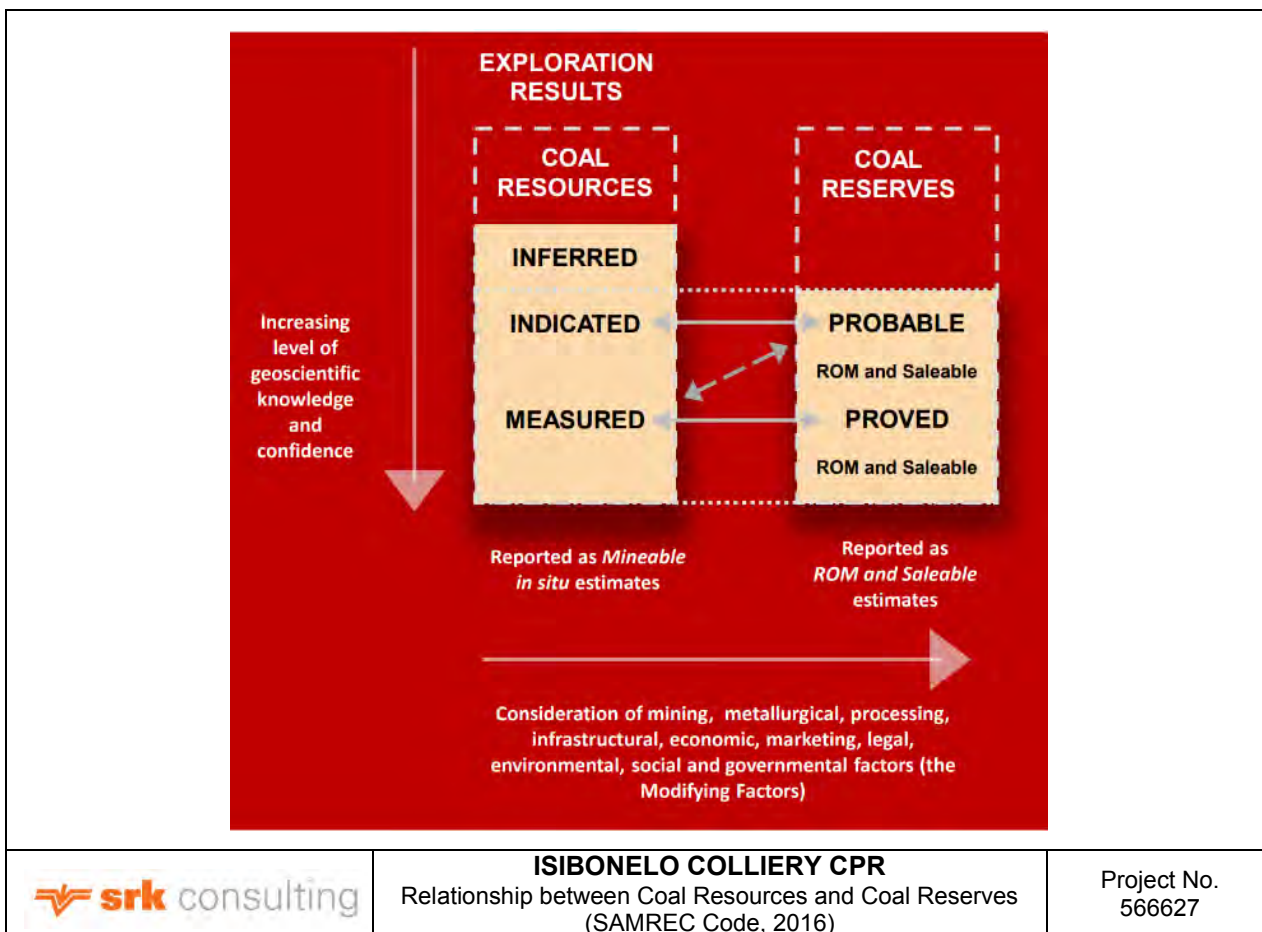 EXPLORATION
RESULTS
COAL
RESOURCES
COAL
RESERVES
INFERRED
INDICATED
PROBABLE
ROM and Saleable
MEASURED
PROVED
ROM and Saleable
Increasing
level of
geoscientific
knowledge
and
confidence
Reported as Mineable
in situ estimates
Reported as
ROM and Saleable
estimates
Consideration of mining, metallurgical, processing,
infrastructural, economic, marketing, legal,
environmental, social and governmental factors (the
Modifying Factors)
srk consulting
ISIBONELO COLLIERY CPR
Relationship between Coal Resources and Coal Reserves
(SAMREC Code, 2016)
Project No.
566627